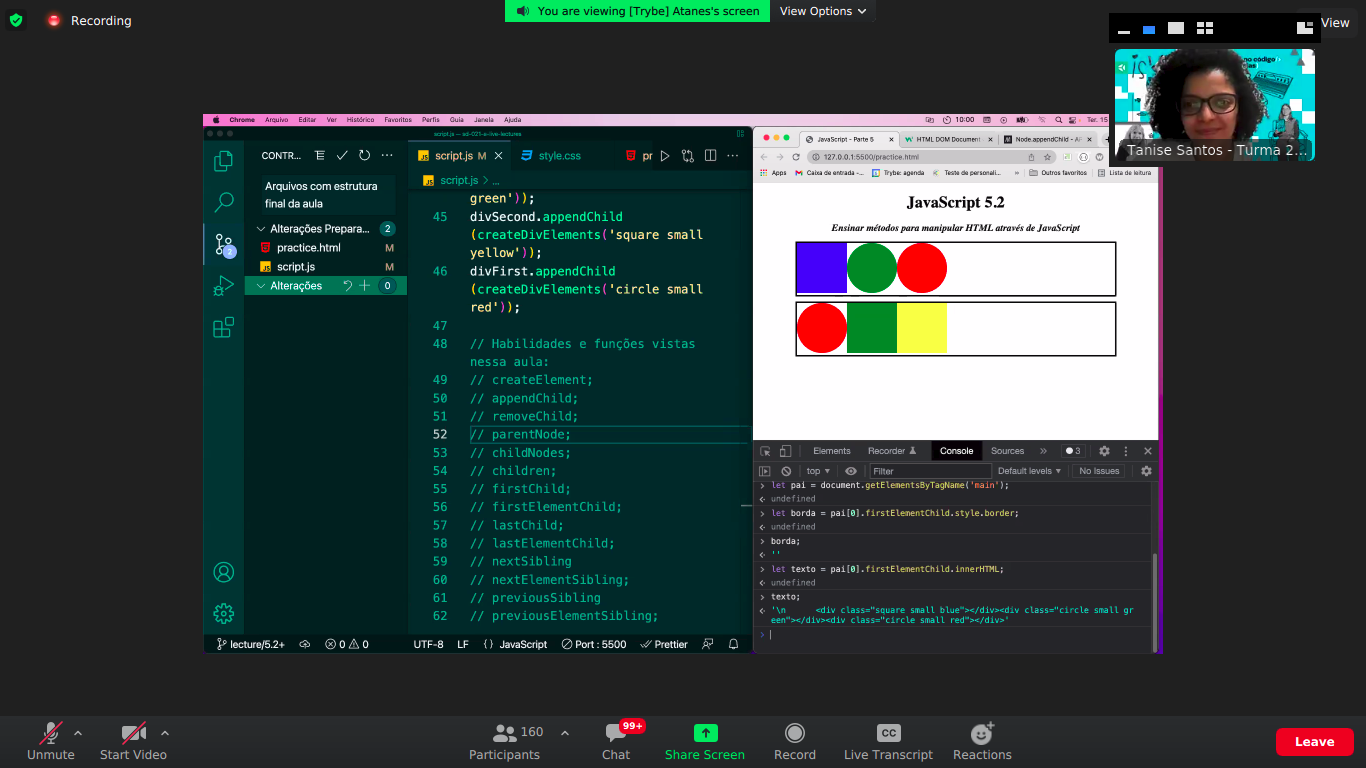 Recording
You are viewing [Trybe] Atanes's screen
View Options
View
Tanise Santos - Turma 2...
Chrome Arquivo Editar Ver Histórico Favoritos Perfis Guia Janela Ajuda
10:00
Ter. 15
script.js — sd-021-e-live-lectures
CONTR...
Arquivos com estrutura
final da aula
Alterações Prepara... 2
practice.html M
script.js M
Alterações 0
2
script.js M
style.css
pr
script.js > ...
green'));
45 divSecond.appendChild
(createDivElements('square small
yellow'));
46 divFirst.appendChild
(createDivElements('circle small
red'));
47
48 // Habilidades e funções vistas
nessa aula:
49 // createElement;
50 // appendChild;
51 // removeChild;
52 // parentNode;
53 // childNodes;
54 // children;
55 // firstChild;
56 // firstElementChild;
57 // lastChild;
58 // lastElementChild;
59 // nextSibling
60 // nextElementSibling;
61 // previousSibling
62 // previousElementSibling;
lecture/5.2+ 0 0 UTF-8 LF {} JavaScript Port : 5500 Prettier
JavaScript - Parte 5
HTML DOM Document
Node.appendChild - AP
127.0.0.1:5500/practice.html
Apps Caixa de entrada -... Trybe: agenda Teste de personali... » Outros favoritos Lista de leitura
JavaScript 5.2
Ensinar métodos para manipular HTML através de JavaScript
Elements Recorder Console Sources » 3
top Filter Default levels No Issues
let pai = document.getElementsByTagName('main');
undefined
let borda = pai[0].firstElementChild.style.border;
undefined
borda;
''
let texto = pai[0].firstElementChild.innerHTML;
undefined
texto;
'\n <div class="square small blue"></div><div class="circle small gr
een"></div><div class="circle small red"></div>'
Unmute
Start Video
Participants 160
Chat 99+
Share Screen
Record
CC Live Transcript
Reactions
Leave